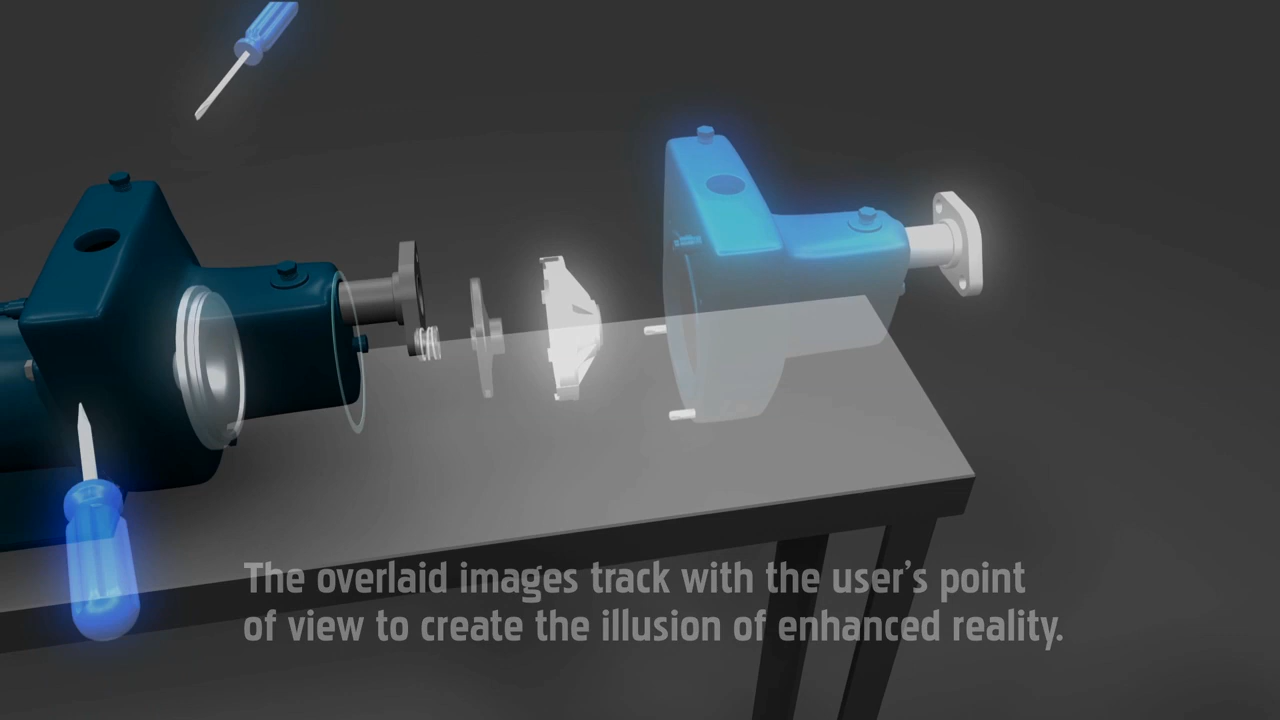 The overlaid images track with the user’s point
of view to create the illusion of enhanced reality.